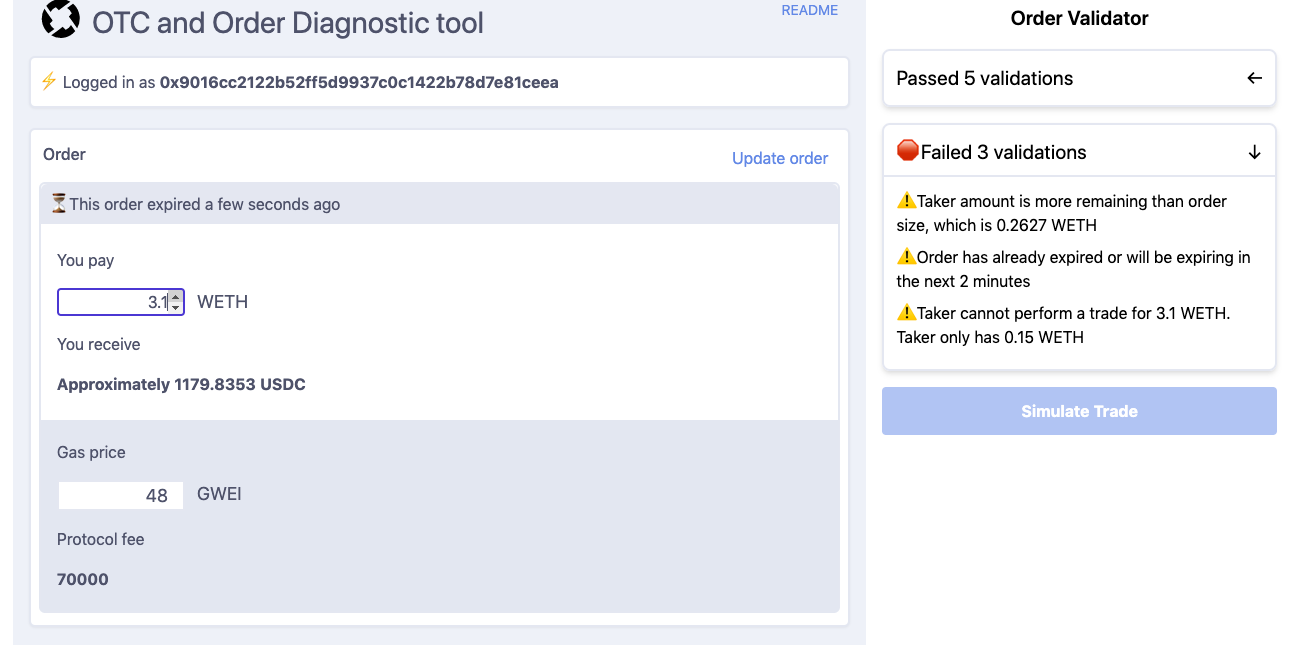 OTC and Order Diagnostic tool
README
⚡ Logged in as 0x9016cc2122b52ff5d9937c0c1422b78d7e81ceea
Order
Update order
⏳This order expired a few seconds ago
You pay
3.1 WETH
You receive
Approximately 1179.8353 USDC
Gas price
48 GWEI
Protocol fee
70000
Order Validator
Passed 5 validations ←
🛑Failed 3 validations ↓
⚠️Taker amount is more remaining than order
size, which is 0.2627 WETH
⚠️Order has already expired or will be expiring in
the next 2 minutes
⚠️Taker cannot perform a trade for 3.1 WETH.
Taker only has 0.15 WETH
Simulate Trade